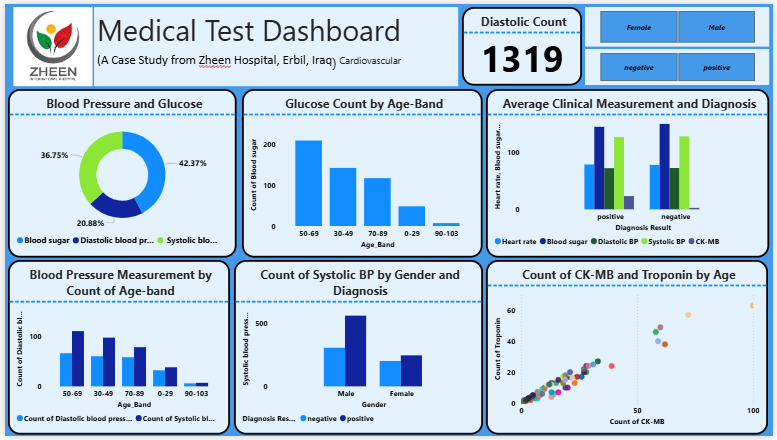 Medical Test Dashboard
(A Case Study from Zheen Hospital, Erbil, Iraq) Cardiovascular
ZHEEN
Diastolic Count
1319
Female
Male
negative
positive
Blood Pressure and Glucose
36.75%
42.37%
20.88%
Blood sugar
Diastolic blood pr...
Systolic blo...
Glucose Count by Age-Band
Count of Blood sugar
200
100
0
50-69 30-49 70-89 0-29 90-103
Age_Band
Average Clinical Measurement and Diagnosis
Heart rate, Blood sugar...
100
0
positive negative
Diagnosis Result
Heart rate Blood sugar Diastolic BP Systolic BP CK-MB
Blood Pressure Measurement by
Count of Age-band
Count of Diastolic bl...
100
0
50-69 30-49 70-89 0-29 90-103
Age_Band
Count of Diastolic blood press... Count of Systolic bl...
Count of Systolic BP by Gender and
Diagnosis
Systolic blood press...
500
0
Male Female
Gender
Diagnosis Res... negative positive
Count of CK-MB and Troponin by Age
Count of Troponin
60
40
20
0
0 50 100
Count of CK-MB